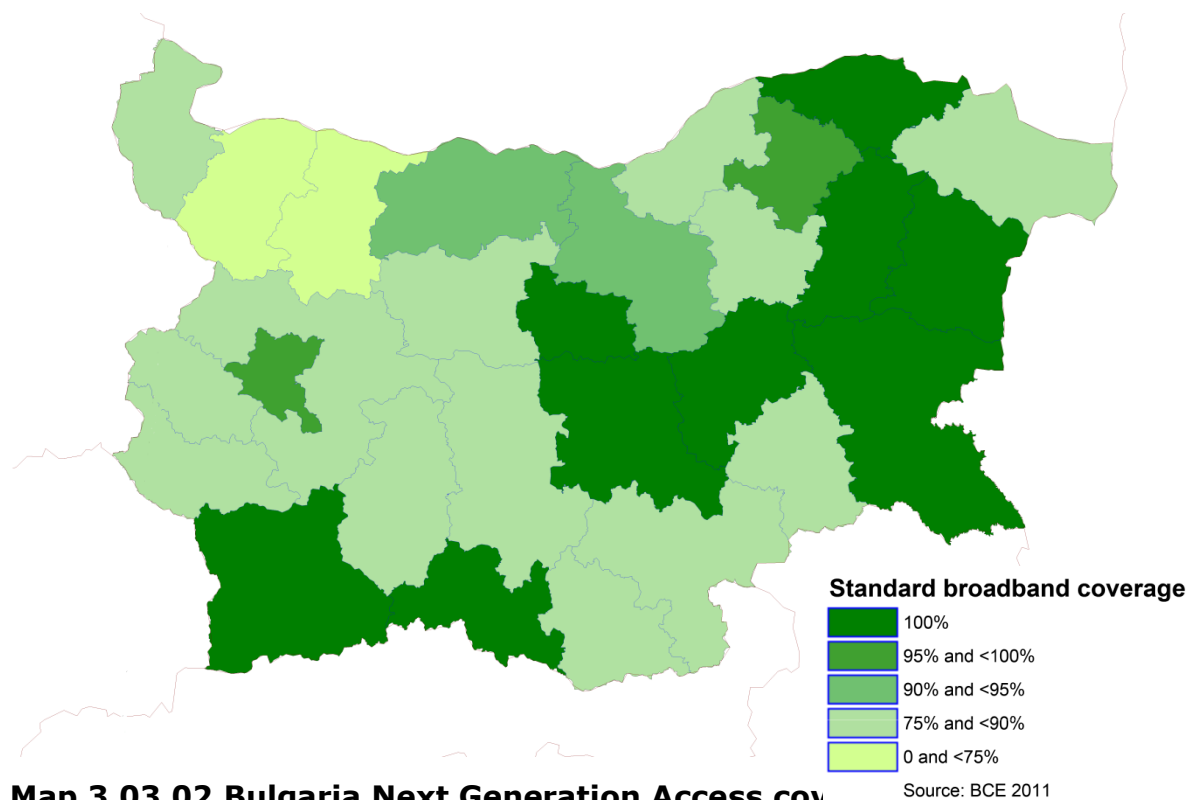 Standard broadband coverage
100%
95% and <100%
90% and <95%
75% and <90%
0 and <75%
Source: BCE 2011
Map 3.03.02 Bulgaria Next Generation Access cov